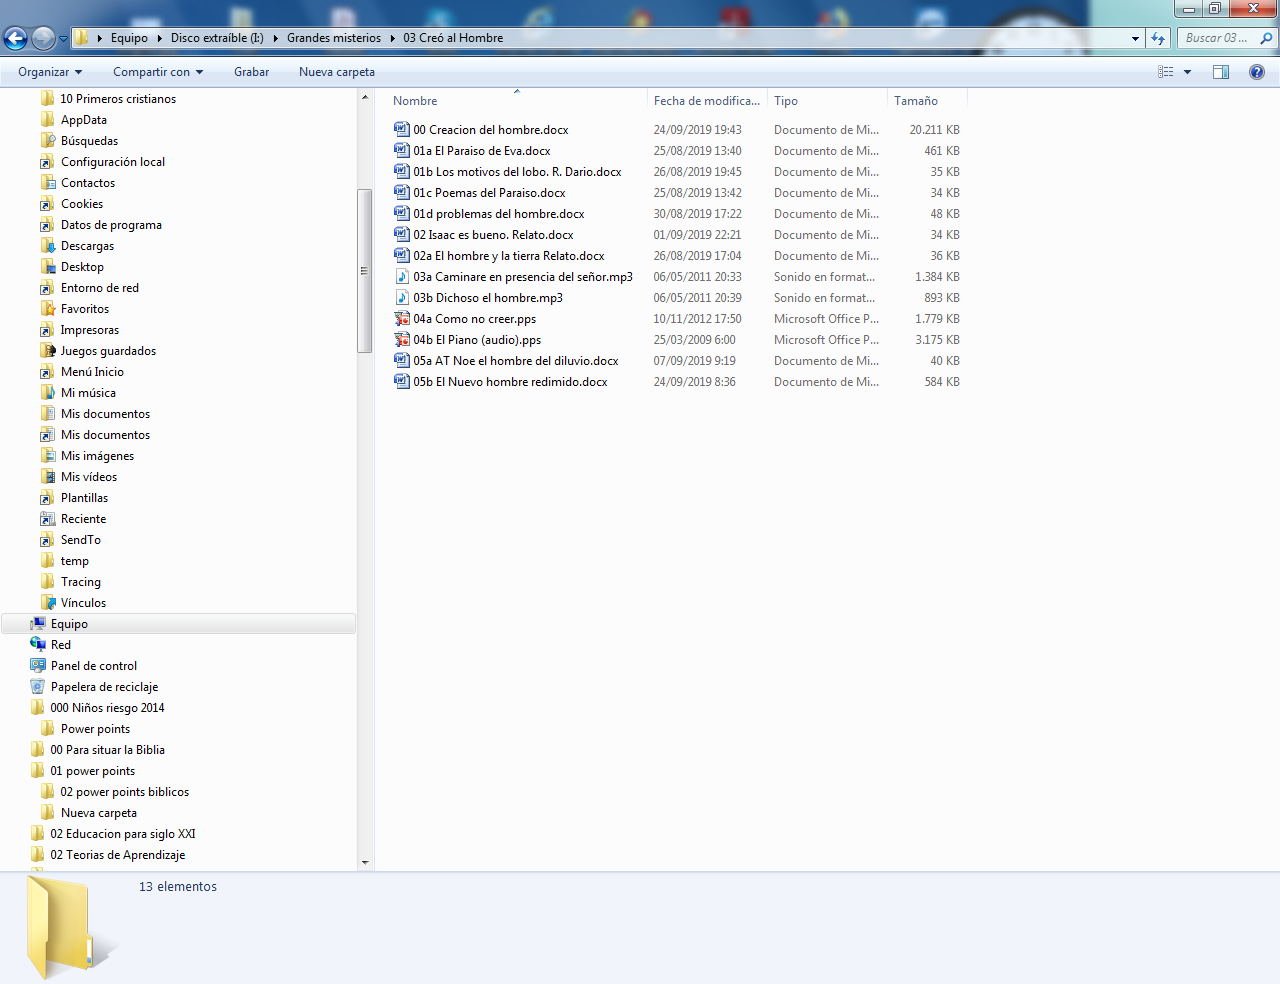 Equipo Disco extraíble (I:) Grandes misterios 03 Creó al Hombre Buscar 03 ...
Organizar Compartir con Grabar Nueva carpeta
10 Primeros cristianos
AppData
Búsquedas
Configuración local
Contactos
Cookies
Datos de programa
Descargas
Desktop
Entorno de red
Favoritos
Impresoras
Juegos guardados
Menú Inicio
Mi música
Mis documentos
Mis documentos
Mis imágenes
Mis vídeos
Plantillas
Reciente
SendTo
temp
Tracing
Vínculos
Equipo
Red
Panel de control
Papelera de reciclaje
000 Niños riesgo 2014
Power points
00 Para situar la Biblia
01 power points
02 power points biblicos
Nueva carpeta
02 Educacion para siglo XXI
02 Teorias de Aprendizaje
Nombre Fecha de modifica... Tipo Tamaño
00 Creacion del hombre.docx 24/09/2019 19:43 Documento de Mi... 20.211 KB
01a El Paraiso de Eva.docx 25/08/2019 13:40 Documento de Mi... 461 KB
01b Los motivos del lobo. R. Dario.docx 26/08/2019 19:45 Documento de Mi... 35 KB
01c Poemas del Paraiso.docx 25/08/2019 13:42 Documento de Mi... 34 KB
01d problemas del hombre.docx 30/08/2019 17:22 Documento de Mi... 48 KB
02 Isaac es bueno. Relato.docx 01/09/2019 22:21 Documento de Mi... 34 KB
02a El hombre y la tierra Relato.docx 26/08/2019 17:04 Documento de Mi... 36 KB
03a Caminare en presencia del señor.mp3 06/05/2011 20:33 Sonido en format... 1.384 KB
03b Dichoso el hombre.mp3 06/05/2011 20:39 Sonido en format... 893 KB
04a Como no creer.pps 10/11/2012 17:50 Microsoft Office P... 1.779 KB
04b El Piano (audio).pps 25/03/2009 6:00 Microsoft Office P... 3.175 KB
05a AT Noe el hombre del diluvio.docx 07/09/2019 9:19 Documento de Mi... 40 KB
05b El Nuevo hombre redimido.docx 24/09/2019 8:36 Documento de Mi... 584 KB
13 elementos